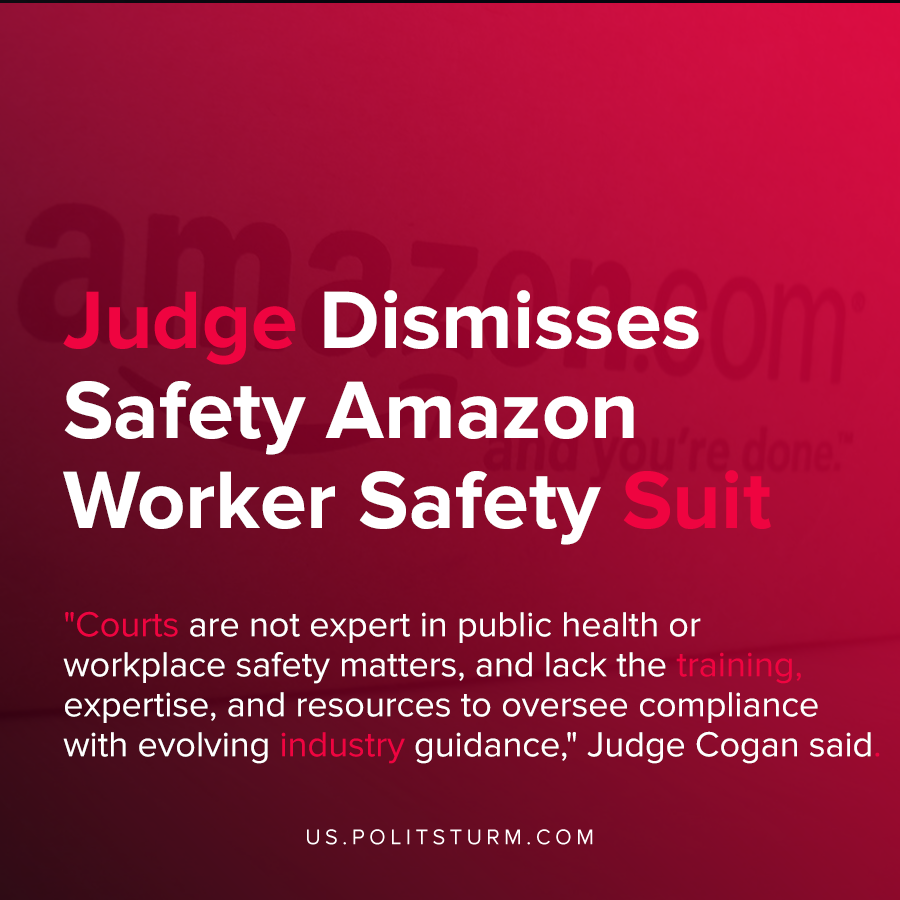 amazon.com
and you're done.™
Judge Dismisses
Safety Amazon
Worker Safety Suit
"Courts are not expert in public health or
workplace safety matters, and lack the training,
expertise, and resources to oversee compliance
with evolving industry guidance," Judge Cogan said.
US.POLITSTURM.COM